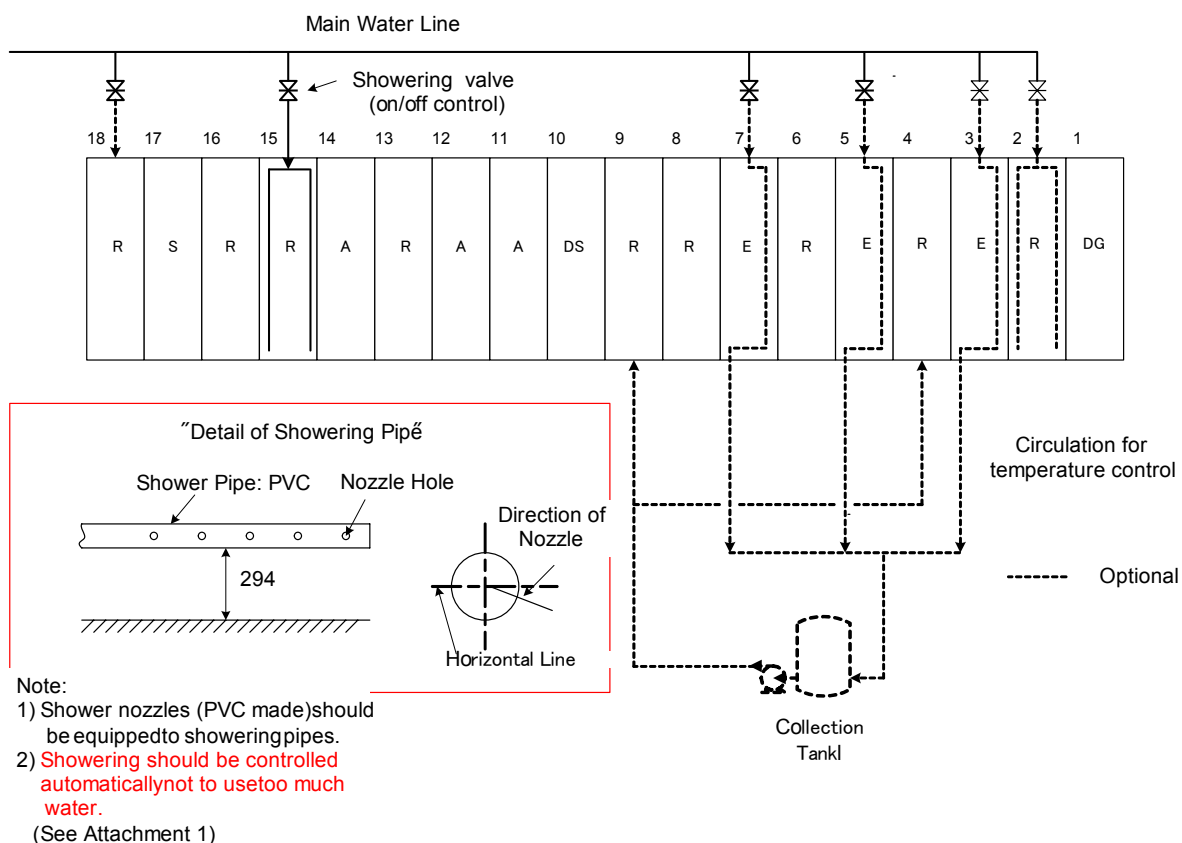 Main Water Line
Showering valve
(on/off control)
18 17 16 15 14 13 12 11 10 9 8 7 6 5 4 3 2 1
R S R R A R A A DS R R E R E R E R DG
"Detail of Showering Pipe"
Shower Pipe: PVC
Nozzle Hole
Direction of
Nozzle
294
Horizontal Line
Circulation for
temperature control
Optional
Collection
Tankl
Note:
1) Shower nozzles (PVC made)should
be equippedto showeringpipes.
2) Showering should be controlled
automaticallynot to usetoo much
water.
(See Attachment 1)